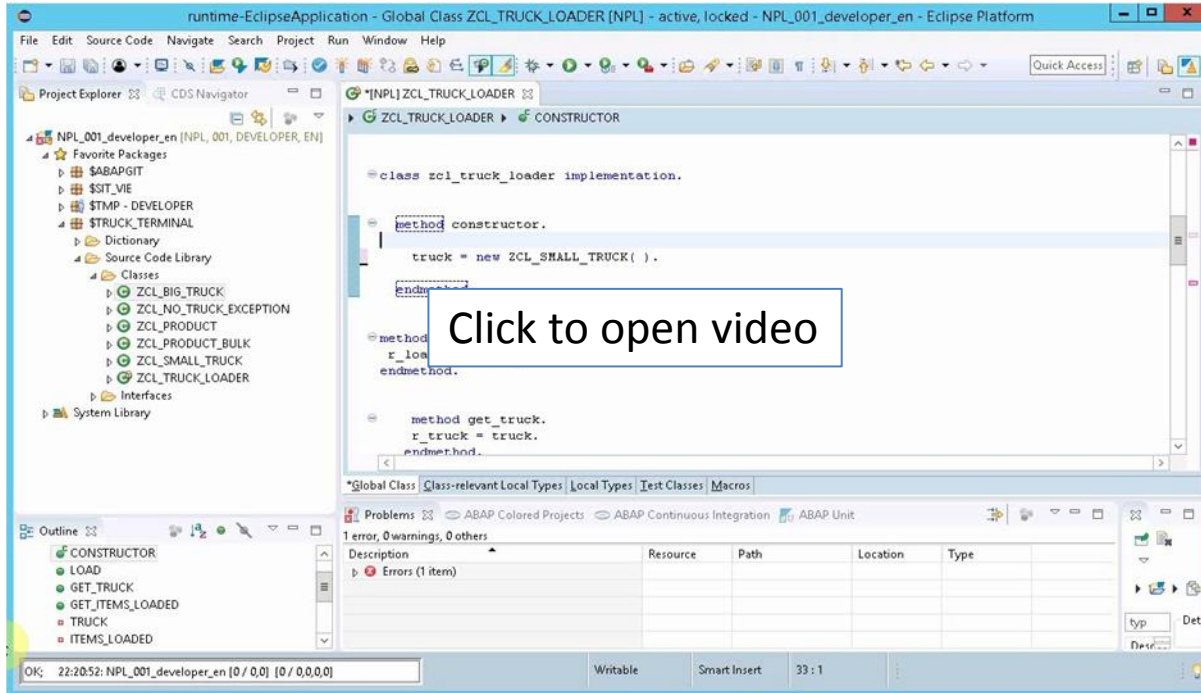 runtime-EclipseApplication - Global Class ZCL_TRUCK_LOADER [NPL] - active, locked - NPL_001_developer_en - Eclipse Platform
File Edit Source Code Navigate Search Project Run Window Help
Quick Access
Project Explorer CDS Navigator
*[NPL] ZCL_TRUCK_LOADER
ZCL_TRUCK_LOADER CONSTRUCTOR
NPL_001_developer_en [NPL, 001, DEVELOPER, EN]
Favorite Packages
$ABAPGIT
$SIT_VIE
$TMP - DEVELOPER
$TRUCK_TERMINAL
Dictionary
Source Code Library
Classes
ZCL_BIG_TRUCK
ZCL_NO_TRUCK_EXCEPTION
ZCL_PRODUCT
ZCL_PRODUCT_BULK
ZCL_SMALL_TRUCK
ZCL_TRUCK_LOADER
Interfaces
System Library
class zcl_truck_loader implementation.
method constructor.
truck = new ZCL_SMALL_TRUCK( ).
endmethod
Click to open video
method
r_loa
endmethod.
method get_truck.
r_truck = truck.
endmethod.
*Global Class Class-relevant Local Types Local Types Test Classes Macros
Outline
CONSTRUCTOR
LOAD
GET_TRUCK
GET_ITEMS_LOADED
TRUCK
ITEMS_LOADED
Problems ABAP Colored Projects ABAP Continuous Integration ABAP Unit
1 error, 0 warnings, 0 others
Description Resource Path Location Type
Errors (1 item)
typ Det
Desc
OK; 22:20:52: NPL_001_developer_en [0 / 0,0] [0 / 0,0,0,0]
Writable Smart Insert 33 : 1